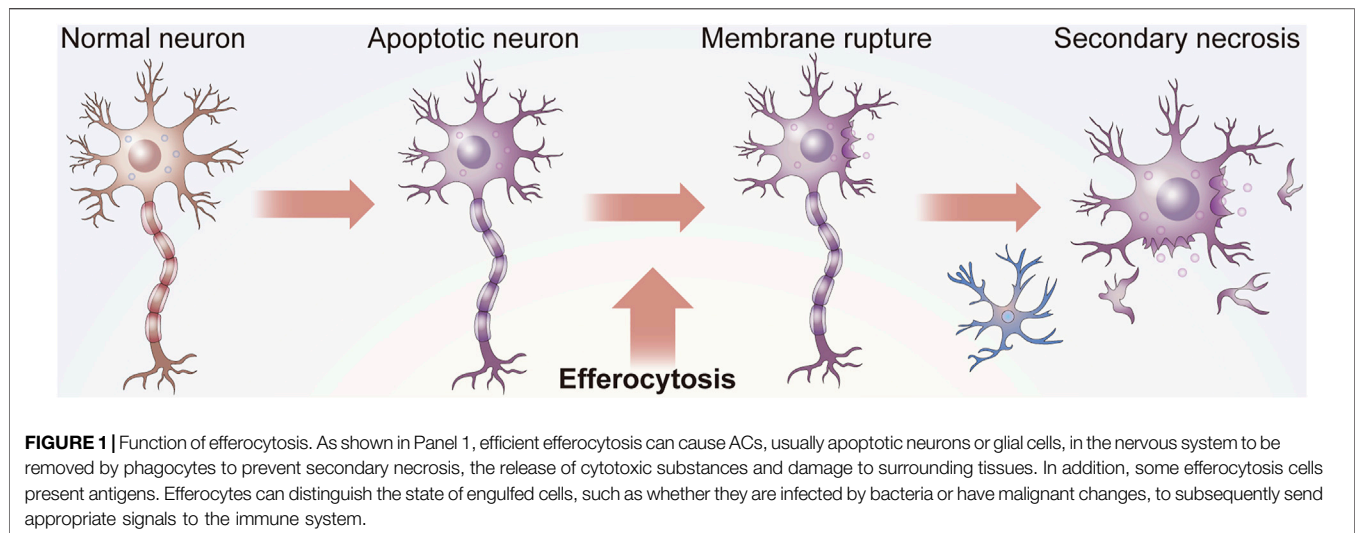 Normal neuron
Apoptotic neuron
Membrane rupture
Secondary necrosis
Efferocytosis
FIGURE 1 | Function of efferocytosis. As shown in Panel 1, efficient efferocytosis can cause ACs, usually apoptotic neurons or glial cells, in the nervous system to be
removed by phagocytes to prevent secondary necrosis, the release of cytotoxic substances and damage to surrounding tissues. In addition, some efferocytosis cells
present antigens. Efferocytes can distinguish the state of engulfed cells, such as whether they are infected by bacteria or have malignant changes, to subsequently send
appropriate signals to the immune system.